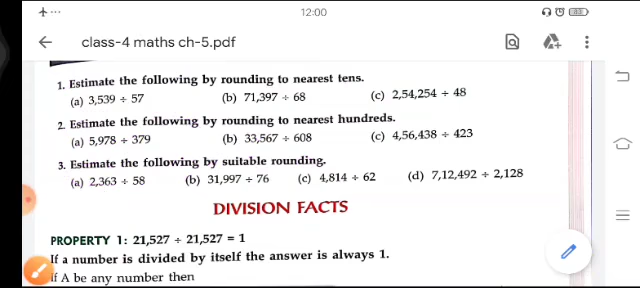 12:00
class-4 maths ch-5.pdf
1. Estimate the following by rounding to nearest tens.
(a) 3,539 ÷ 57 (b) 71,397 ÷ 68 (c) 2,54,254 ÷ 48
2. Estimate the following by rounding to nearest hundreds.
(a) 5,978 ÷ 379 (b) 33,567 ÷ 608 (c) 4,56,438 ÷ 423
3. Estimate the following by suitable rounding.
(a) 2,363 ÷ 58 (b) 31,997 ÷ 76 (c) 4,814 ÷ 62 (d) 7,12,492 ÷ 2,128
DIVISION FACTS
PROPERTY 1: 21,527 ÷ 21,527 = 1
If a number is divided by itself the answer is always 1.
if A be any number then